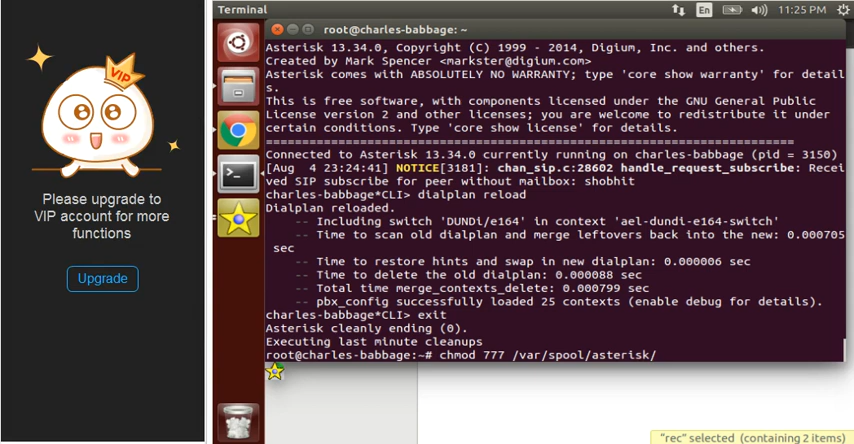 VIP
Please upgrade to
VIP account for more
functions
Upgrade
Terminal
En
11:25 PM
root@charles-babbage: ~
Asterisk 13.34.0, Copyright (C) 1999 - 2014, Digium, Inc. and others.
Created by Mark Spencer <markster@digium.com>
Asterisk comes with ABSOLUTELY NO WARRANTY; type 'core show warranty' for detail
s.
This is free software, with components licensed under the GNU General Public
License version 2 and other licenses; you are welcome to redistribute it under
certain conditions. Type 'core show license' for details.
=========================================================================
Connected to Asterisk 13.34.0 currently running on charles-babbage (pid = 3150)
[Aug  4 23:24:41] NOTICE[3181]: chan_sip.c:28602 handle_request_subscribe: Recei
ved SIP subscribe for peer without mailbox: shobhit
charles-babbage*CLI> dialplan reload
Dialplan reloaded.
    -- Including switch 'DUNDi/e164' in context 'ael-dundi-e164-switch'
    -- Time to scan old dialplan and merge leftovers back into the new: 0.000705
 sec
    -- Time to restore hints and swap in new dialplan: 0.000006 sec
    -- Time to delete the old dialplan: 0.000088 sec
    -- Total time merge_contexts_delete: 0.000799 sec
    -- pbx_config successfully loaded 25 contexts (enable debug for details).
charles-babbage*CLI> exit
Asterisk cleanly ending (0).
Executing last minute cleanups
root@charles-babbage:~# chmod 777 /var/spool/asterisk/
"rec" selected (containing 2 items)